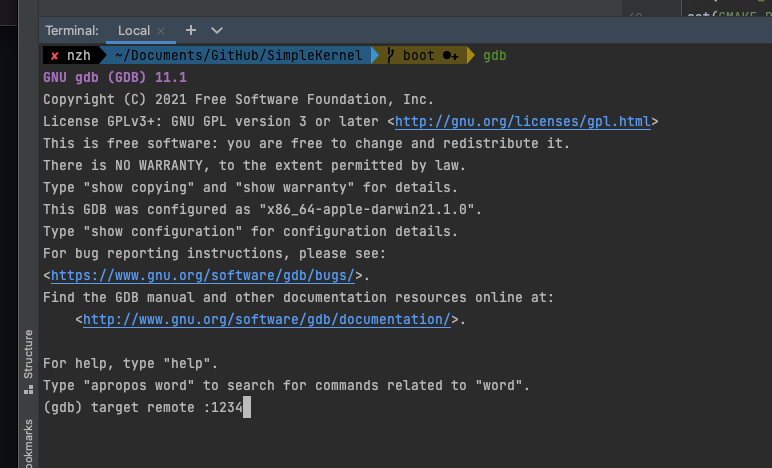 Terminal: Local × +
✘ nzh ~/Documents/GitHub/SimpleKernel boot ●+ gdb
GNU gdb (GDB) 11.1
Copyright (C) 2021 Free Software Foundation, Inc.
License GPLv3+: GNU GPL version 3 or later <http://gnu.org/licenses/gpl.html>
This is free software: you are free to change and redistribute it.
There is NO WARRANTY, to the extent permitted by law.
Type "show copying" and "show warranty" for details.
This GDB was configured as "x86_64-apple-darwin21.1.0".
Type "show configuration" for configuration details.
For bug reporting instructions, please see:
<https://www.gnu.org/software/gdb/bugs/>.
Find the GDB manual and other documentation resources online at:
<http://www.gnu.org/software/gdb/documentation/>.
For help, type "help".
Type "apropos word" to search for commands related to "word".
(gdb) target remote :1234
Structure